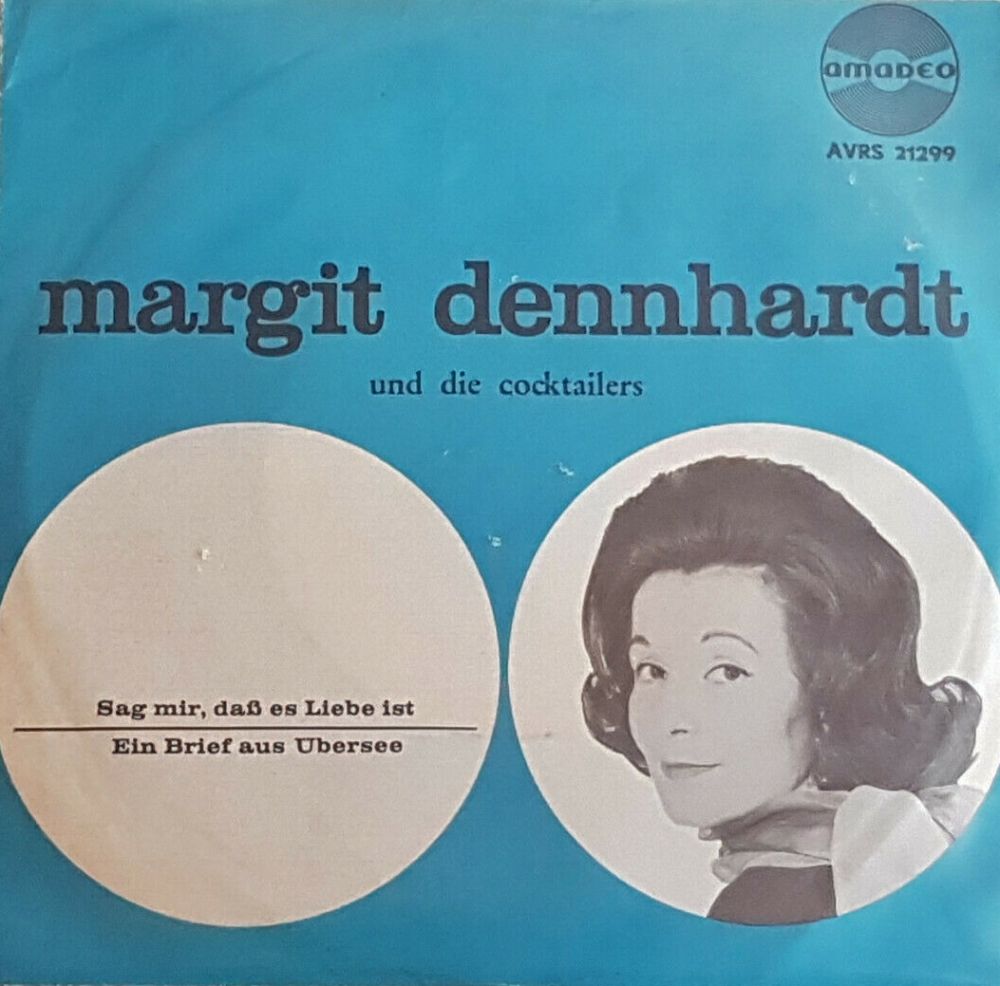 amaDEO
AVRS 21299
margit dennhardt
und die cocktailers
Sag mir, daß es Liebe ist
Ein Brief aus Ubersee